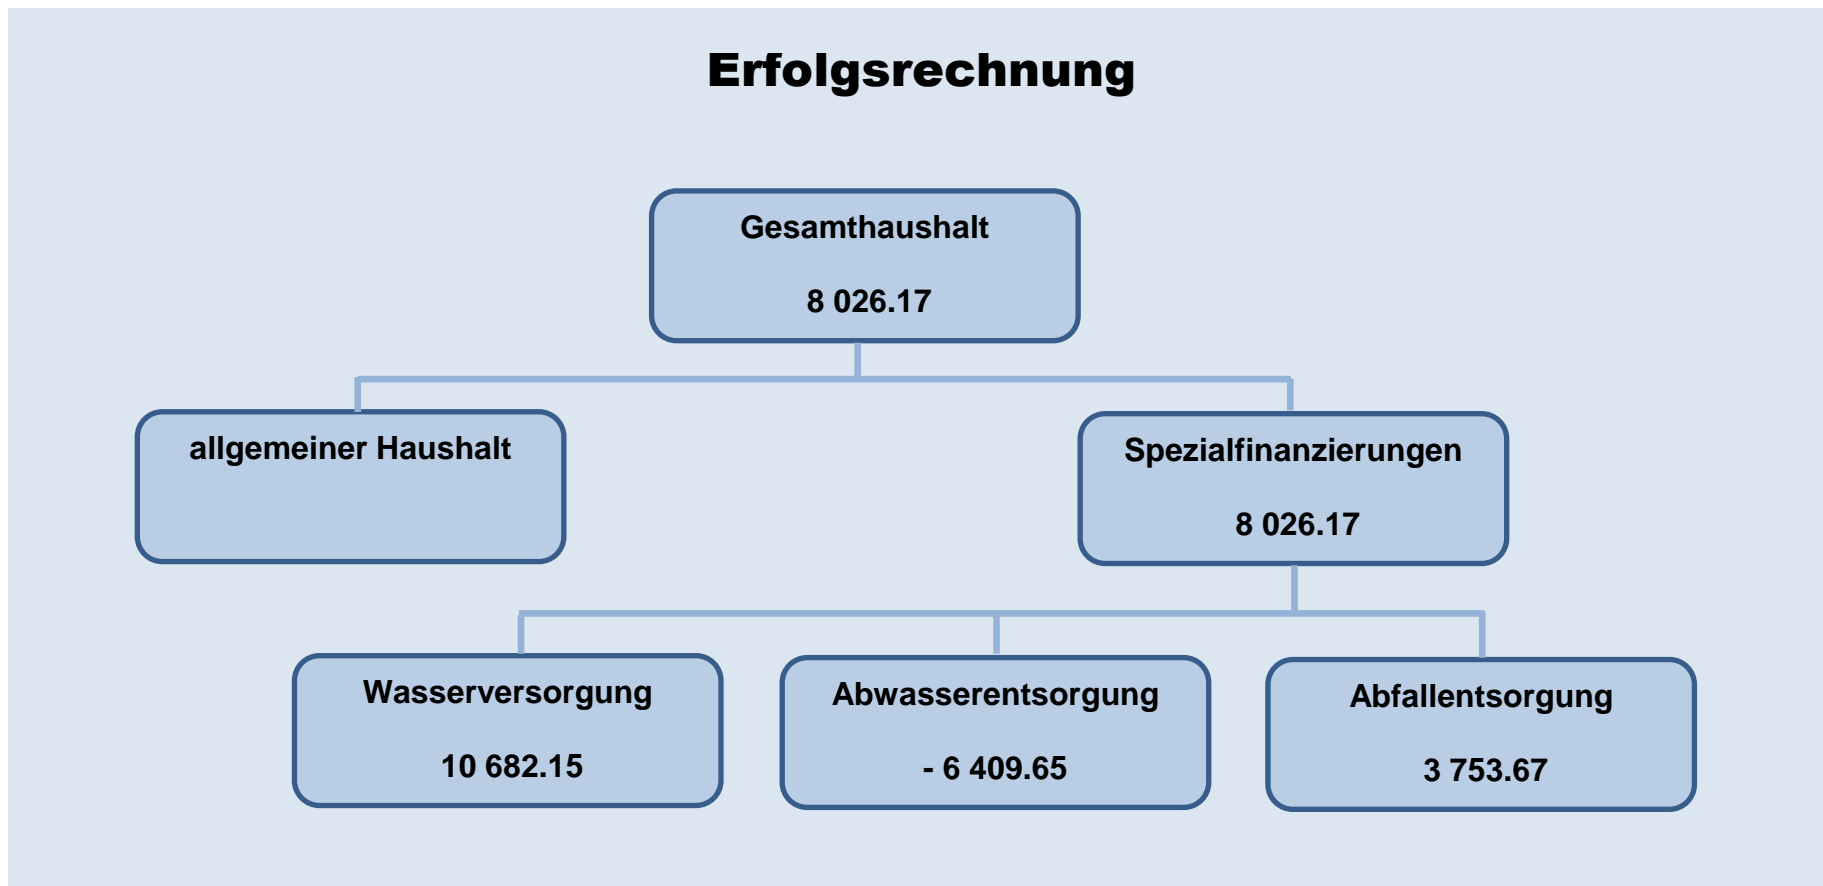 Erfolgsrechnung
Gesamthaushalt
8 026.17
allgemeiner Haushalt
Spezialfinanzierungen
8 026.17
Wasserversorgung
10 682.15
Abwasserentsorgung
- 6 409.65
Abfallentsorgung
3 753.67